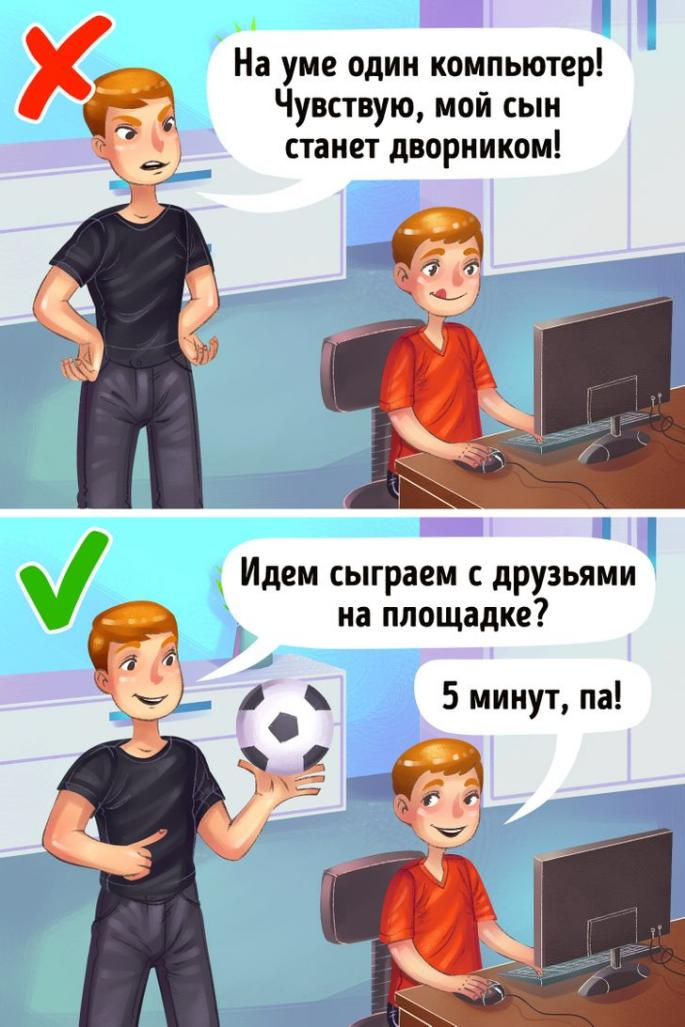 На уме один компьютер!
Чувствую, мой сын
станет дворником!
Идем сыграем с друзьями
на площадке?
5 минут, па!